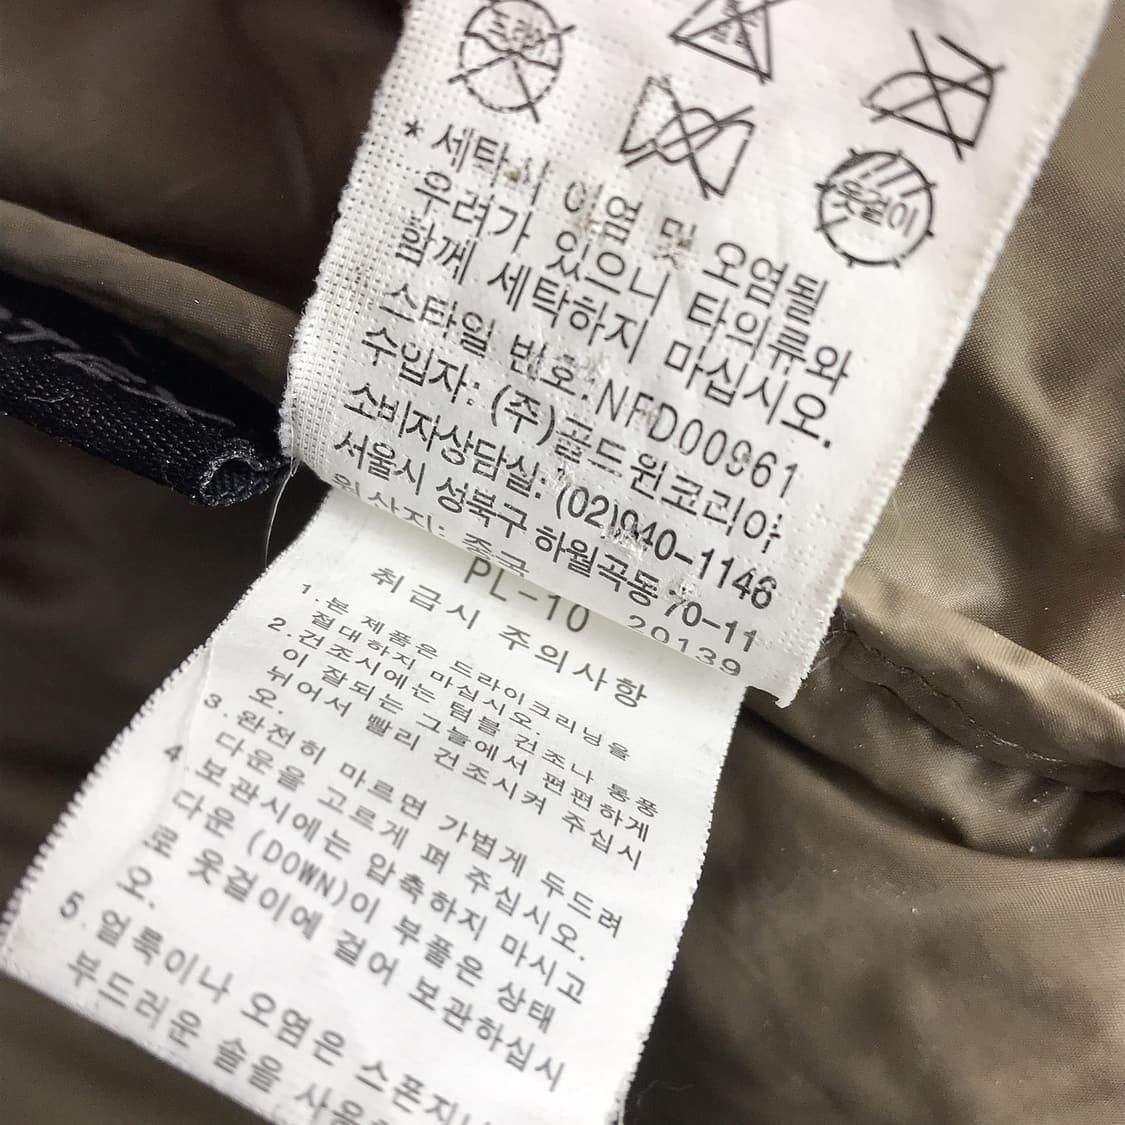 드라이
옷걸이
* 세탁시 이염 및 오염될
우려가 있으니 타의류와
함께 세탁하지 마십시오.
스타일 번호:NFD00961
수입자: (주)골드윈코리아
소비자상담실: (02)940-1146
서울시 성북구 하월곡동 70-11
원산지: 중국 29139
PL-10
취급시 주의사항
1.본 제품은 드라이크리닝을
절대하지 마십시오.
2.건조시에는 텀블 건조나 통풍
이 잘되는 그늘에서 편편하게
뉘어서 빨리 건조시켜 주십시
오.
3.완전히 마르면 가볍게 두드려
다운을 고르게 펴 주십시오.
4.보관시에는 압축하지 마시고
다운(DOWN)이 부품은 상태
로 옷걸이에 걸어 보관하십시
오.
5.얼룩이나 오염은 스폰지나
부드러운 솔을 사용